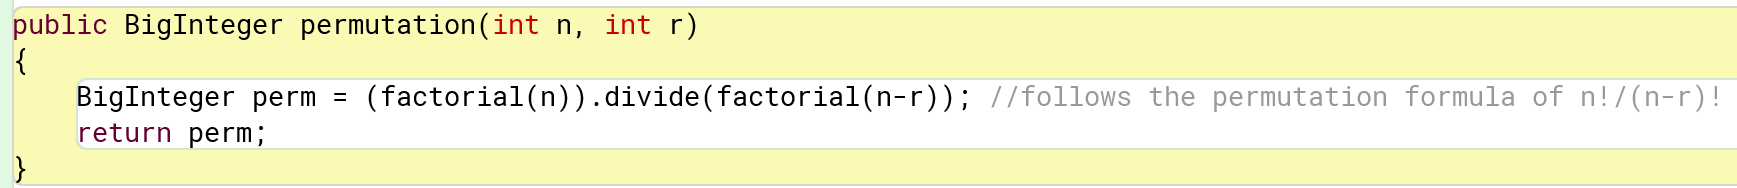 public BigInteger permutation(int n, int r)
{
    BigInteger perm = (factorial(n)).divide(factorial(n-r)); //follows the permutation formula of n!/(n-r)!
    return perm;
}